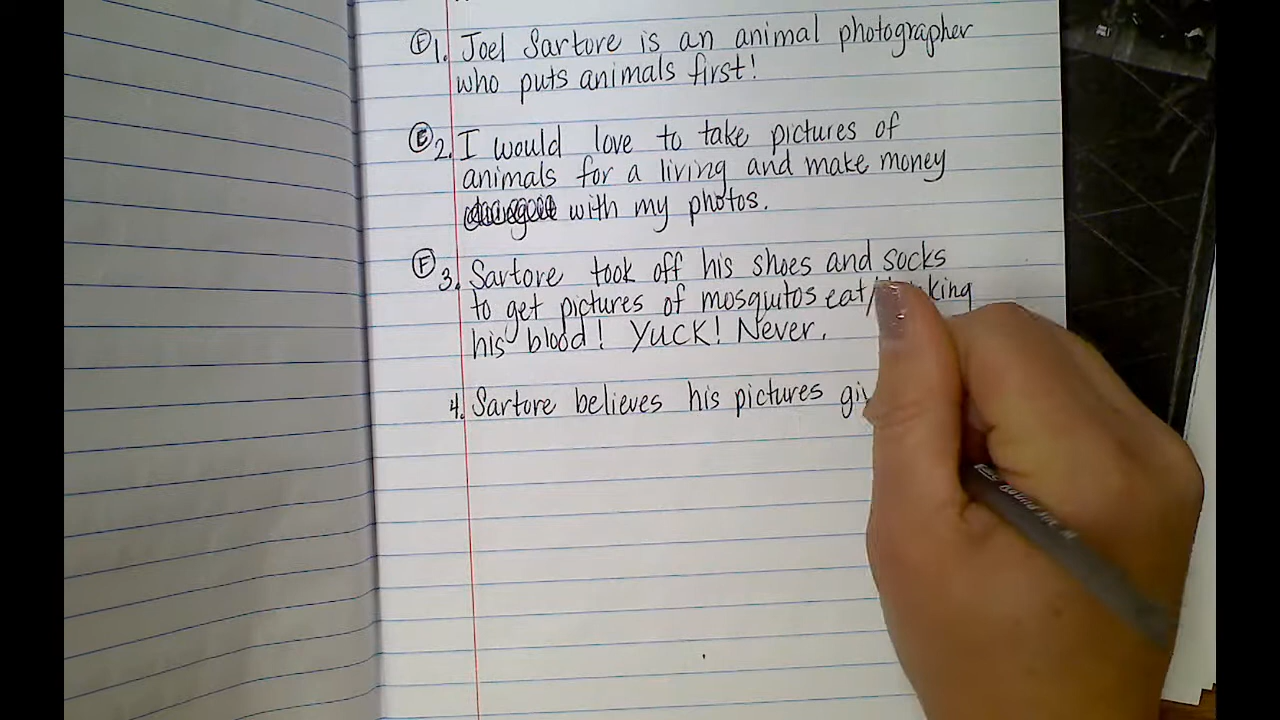 Ⓕ1. Joel Sartore is an animal photographer
who puts animals first!
Ⓔ2. I would love to take pictures of
animals for a living and make money
with my photos.
Ⓕ3. Sartore took off his shoes and socks
to get pictures of mosquitos eat/
his blood! Yuck! Never.
4. Sartore believes his pictures